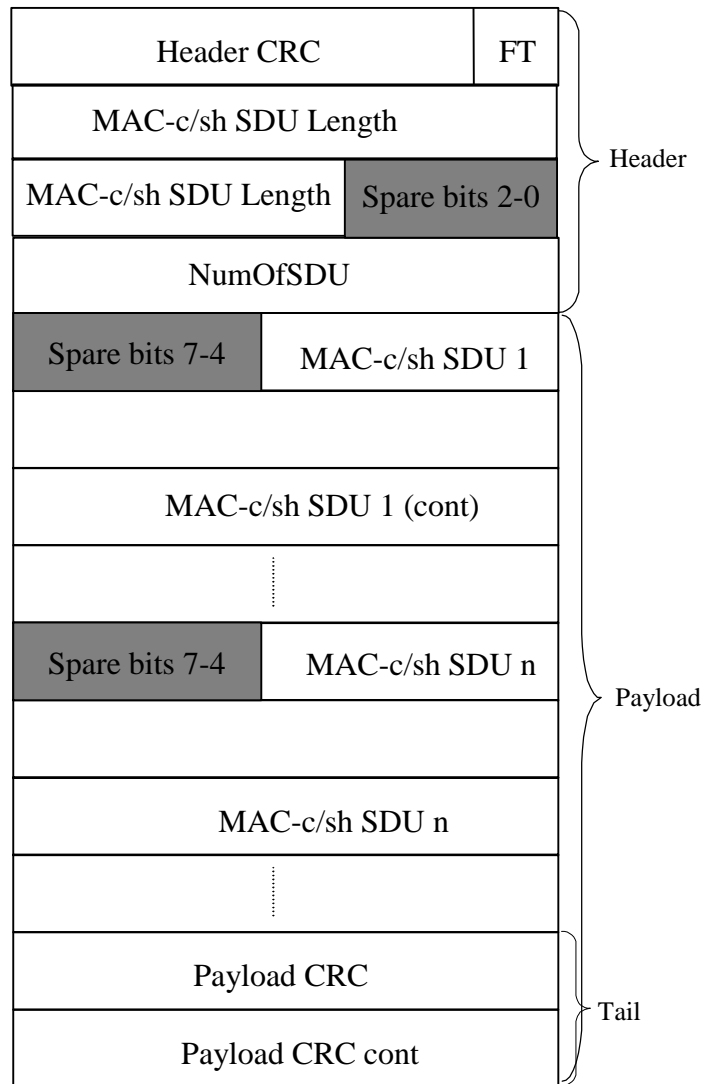 Header CRC FT
MAC-c/sh SDU Length
Header
MAC-c/sh SDU Length Spare bits 2-0
NumOfSDU
Spare bits 7-4 MAC-c/sh SDU 1
MAC-c/sh SDU 1 (cont)
Spare bits 7-4 MAC-c/sh SDU n
Payload
MAC-c/sh SDU n
Payload CRC
Tail
Payload CRC cont